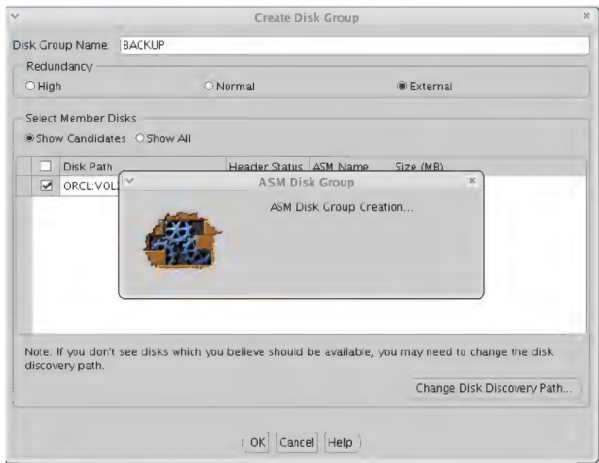 Create Disk Group
Disk Group Name: BACKUP
Redundancy
High Normal External
Select Member Disks
Show Candidates Show All
Disk Path Header Status ASM Name Size (MB)
ORCL:VOL
ASM Disk Group
ASM Disk Group Creation...
Note: If you don't see disks which you believe should be available, you may need to change the disk
discovery path.
Change Disk Discovery Path...
OK Cancel Help